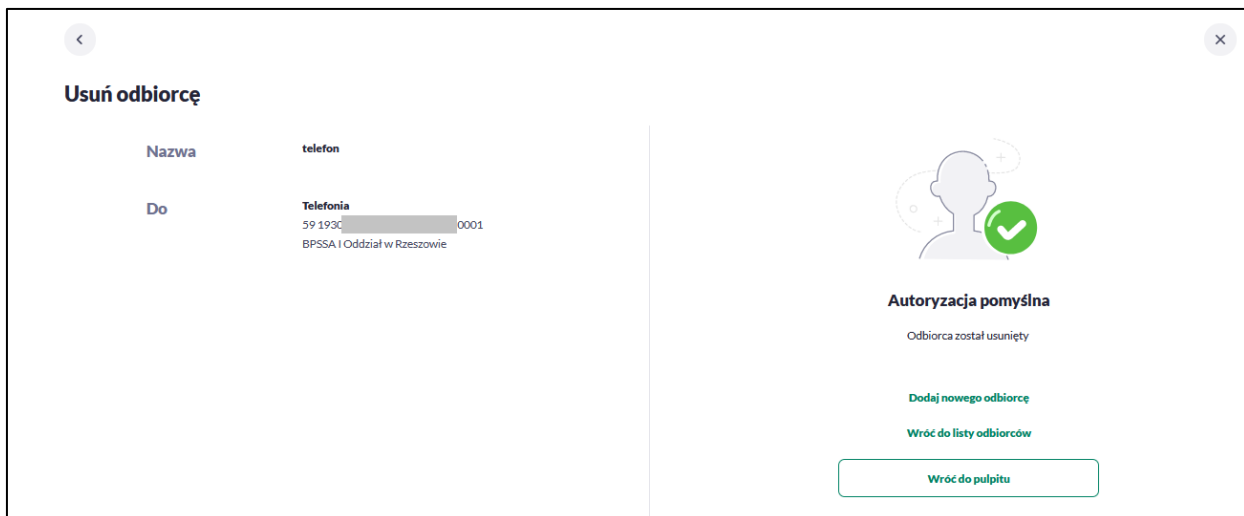 Usuń odbiorcę
Nazwa
telefon
Do
Telefonia
59 1930 0001
BPSSA I Oddział w Rzeszowie
Autoryzacja pomyślna
Odbiorca został usunięty
Dodaj nowego odbiorcę
Wróć do listy odbiorców
Wróć do pulpitu